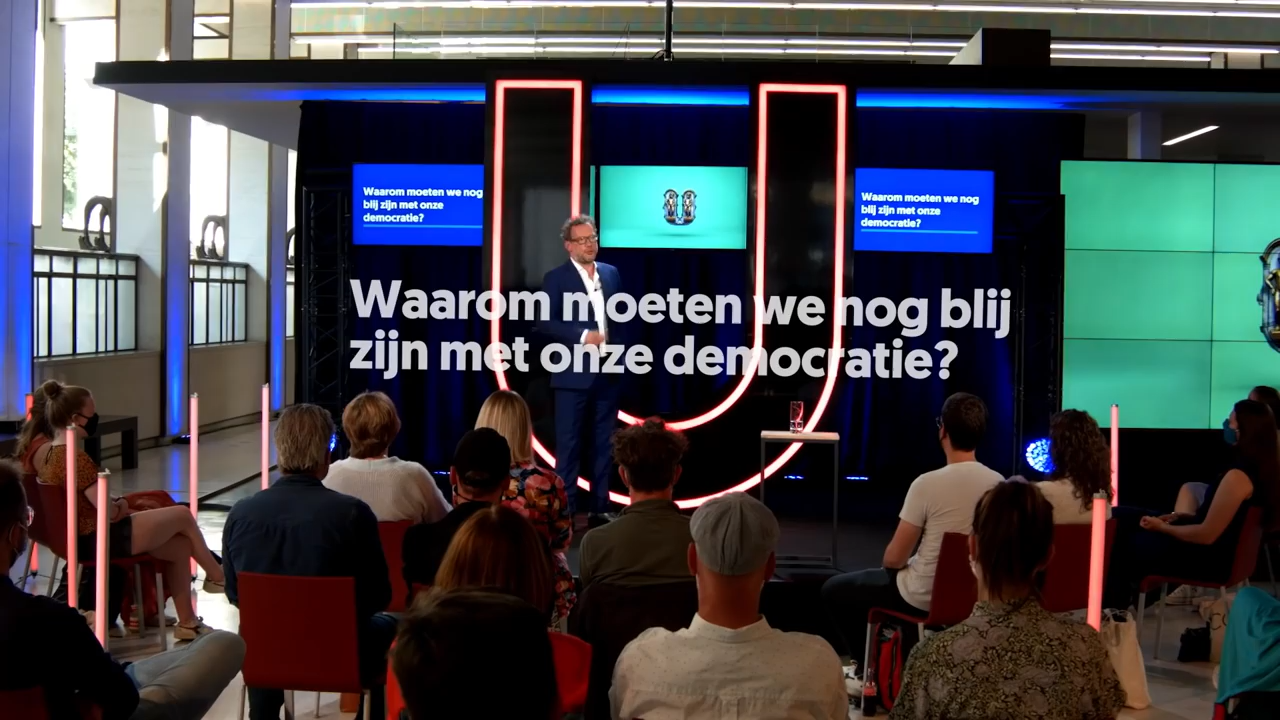 Waarom moeten we nog
blij zijn met onze
democratie?
Waarom moeten we nog
blij zijn met onze
democratie?
Waarom moeten we nog blij
zijn met onze democratie?